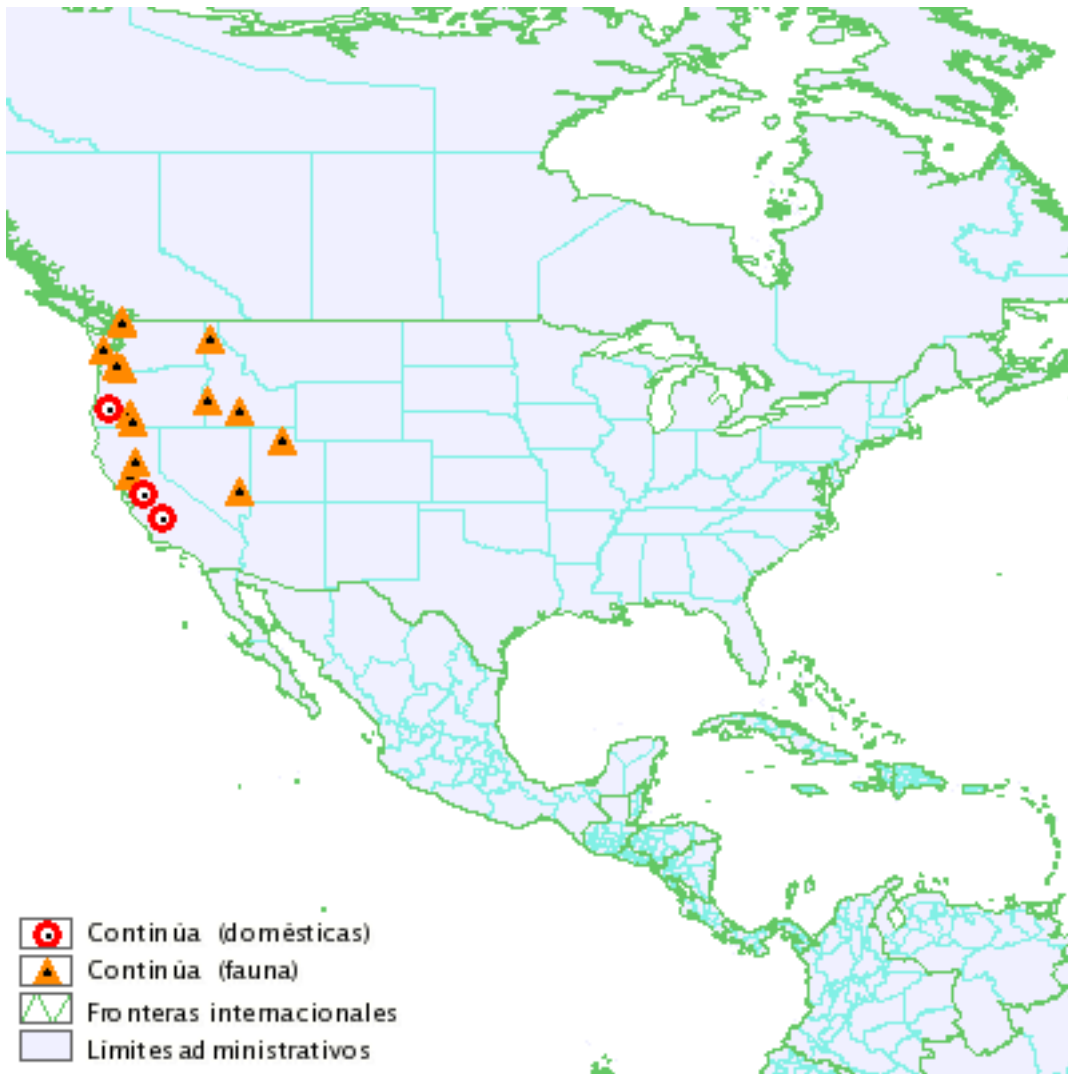 Continúa (domésticas)
Continúa (fauna)
Fronteras internacionales
Límites administrativos